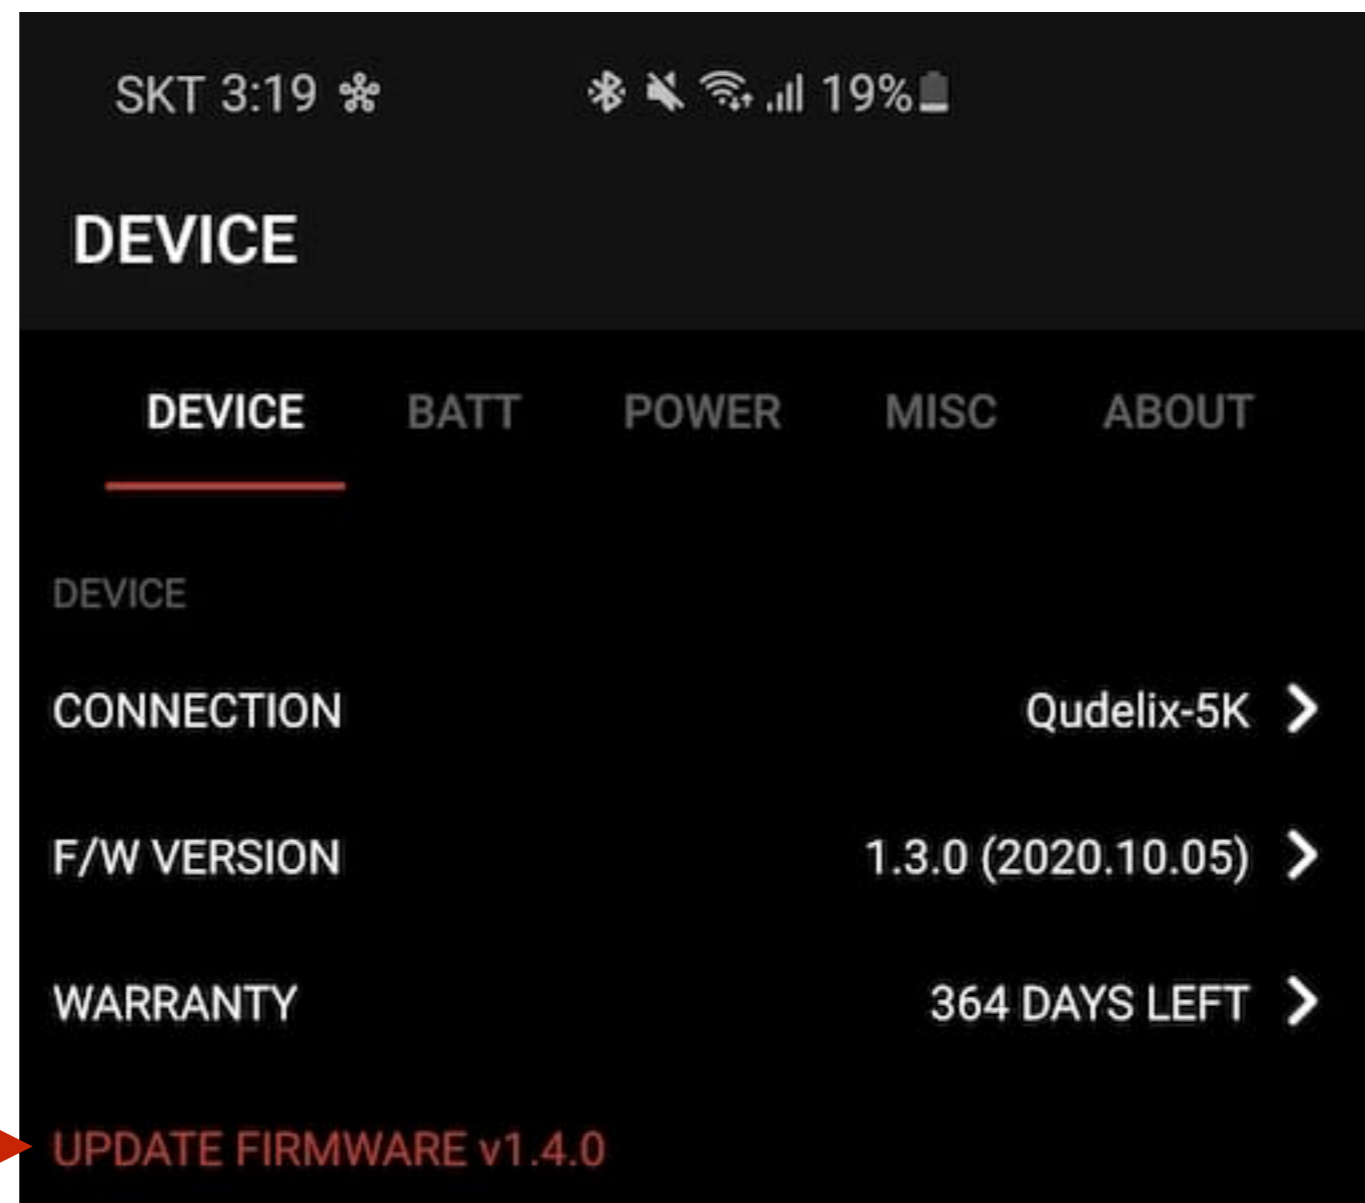 SKT 3:19 19%
DEVICE
DEVICE BATT POWER MISC ABOUT
DEVICE
CONNECTION Qudelix-5K
F/W VERSION 1.3.0 (2020.10.05)
WARRANTY 364 DAYS LEFT
UPDATE FIRMWARE v1.4.0